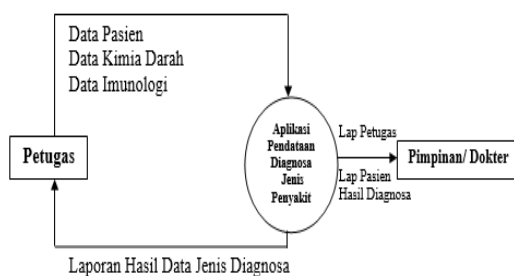 Data Pasien
Data Kimia Darah
Data Imunologi
Petugas
Aplikasi
Pendataan
Diagnosa
Jenis
Penyakit
Lap Petugas
Lap Pasien
Hasil Diagnosa
Pimpinan/ Dokter
Laporan Hasil Data Jenis Diagnosa